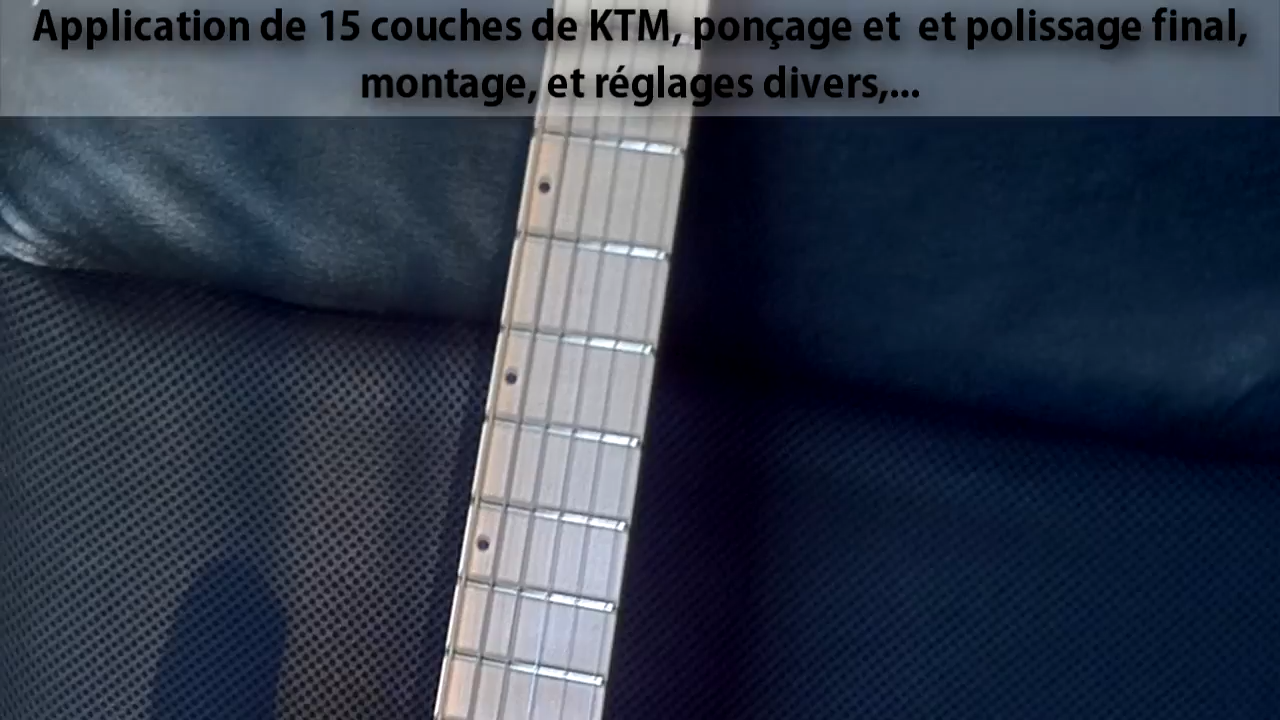 Application de 15 couches de KTM, ponçage et  et polissage final,
montage, et réglages divers,...